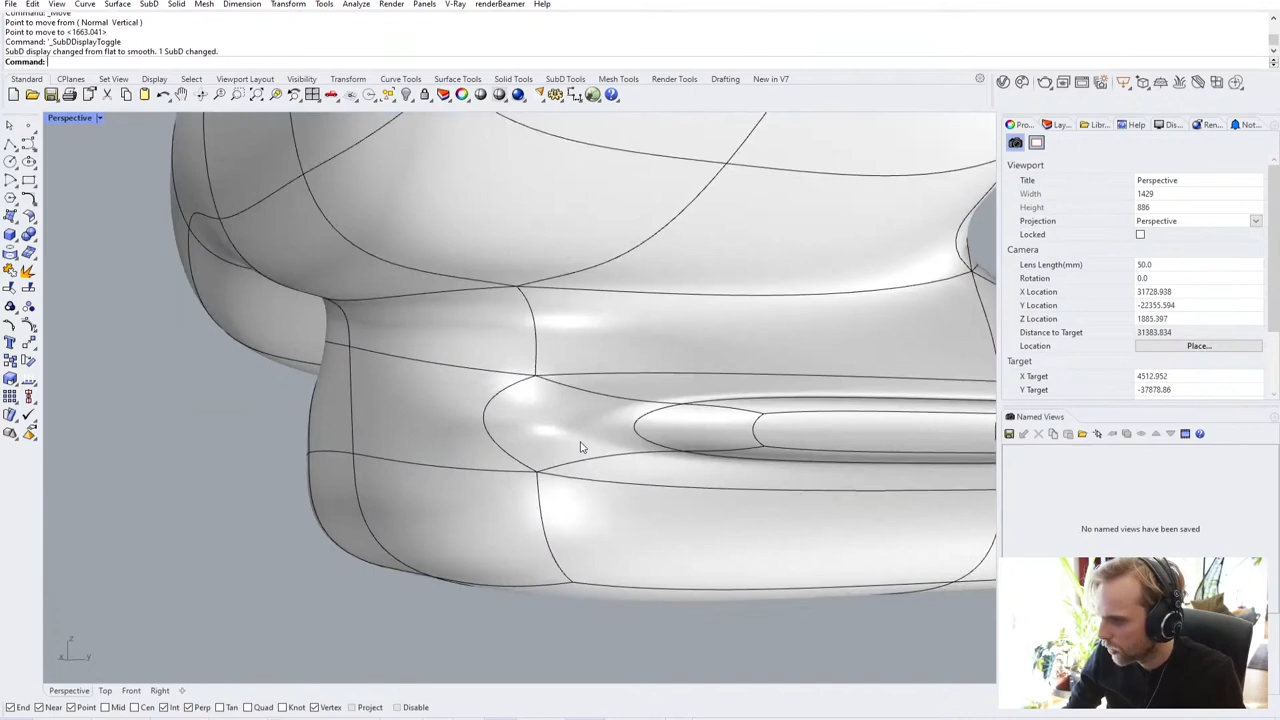 File Edit View Curve Surface SubD Solid Mesh Dimension Transform Tools Analyze Render Panels V-Ray renderBeamer Help
Point to move from ( Normal Vertical )
Point to move to <1663.041>
Command: '_SubDDisplayToggle
SubD display changed from flat to smooth. 1 SubD changed.
Command:
Standard CPlanes Set View Display Select Viewport Layout Visibility Transform Curve Tools Surface Tools Solid Tools SubD Tools Mesh Tools Render Tools Drafting New in V7
Perspective
Pro... Lay... Libr... Help Dis... Ren... Not...
Viewport
Title Perspective
Width 1429
Height 886
Projection Perspective
Locked
Camera
Lens Length(mm) 50.0
Rotation 0.0
X Location 31728.938
Y Location -22355.594
Z Location 1885.397
Distance to Target 31383.834
Location Place...
Target
X Target 4512.952
Y Target -37878.86
Named Views
No named views have been saved
z
x y
Perspective Top Front Right
End Near Point Mid Cen Int Perp Tan Quad Knot Vertex Project Disable